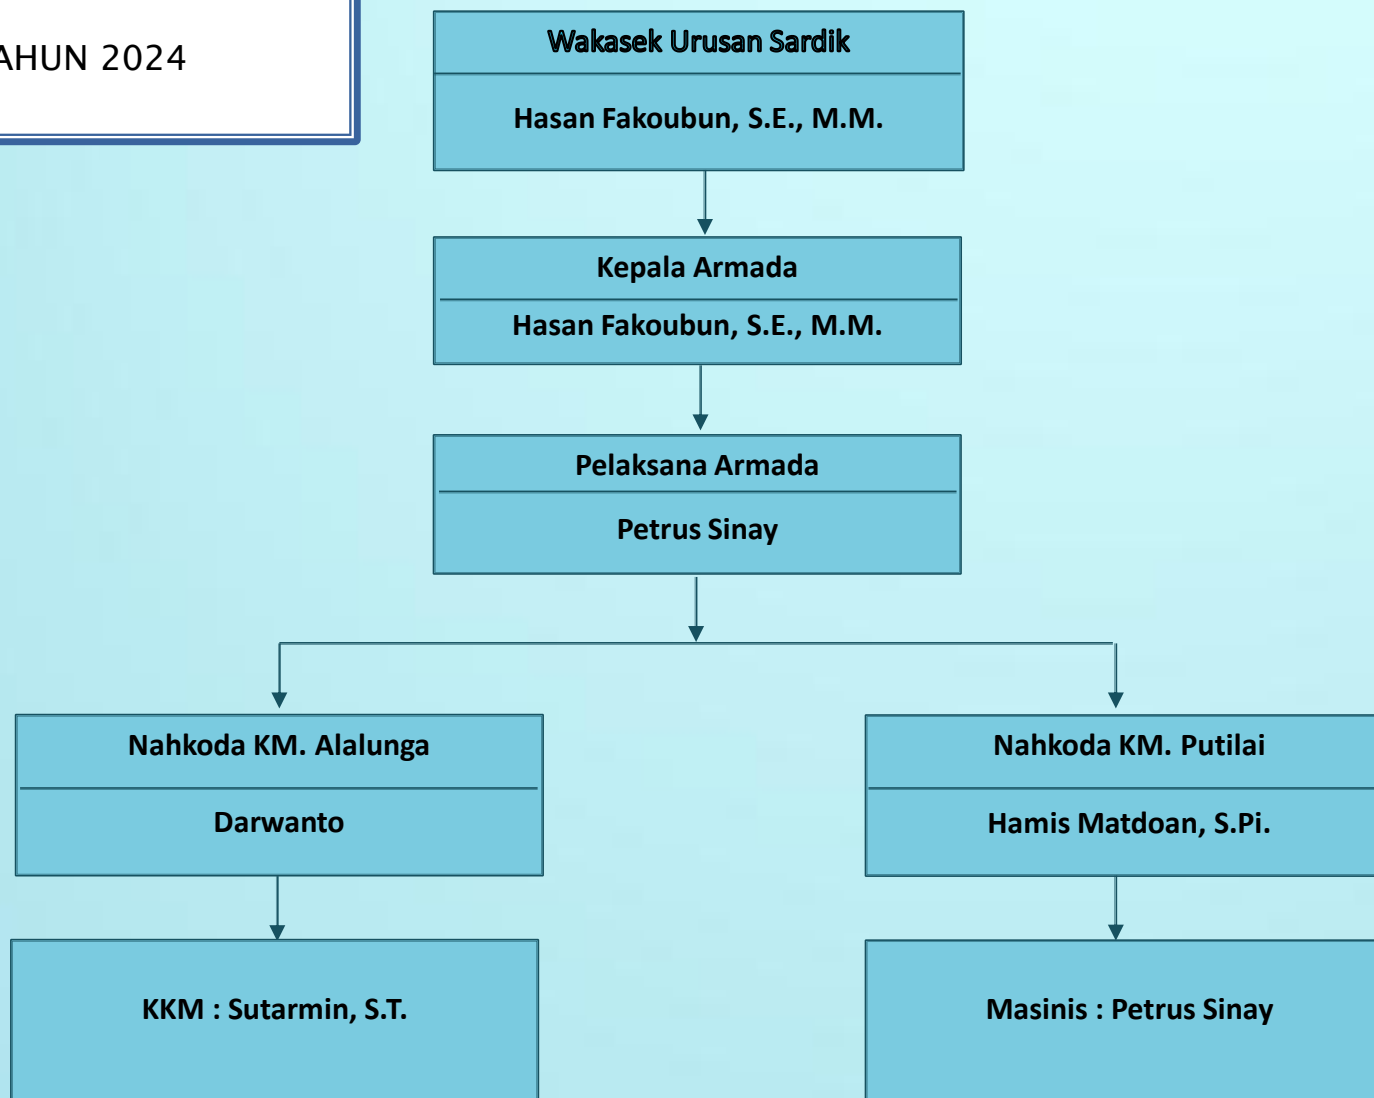 AHUN 2024
Wakasek Urusan Sardik
Hasan Fakoubun, S.E., M.M.
Kepala Armada
Hasan Fakoubun, S.E., M.M.
Pelaksana Armada
Petrus Sinay
Nahkoda KM. Alalunga
Darwanto
Nahkoda KM. Putilai
Hamis Matdoan, S.Pi.
KKM : Sutarmin, S.T.
Masinis : Petrus Sinay